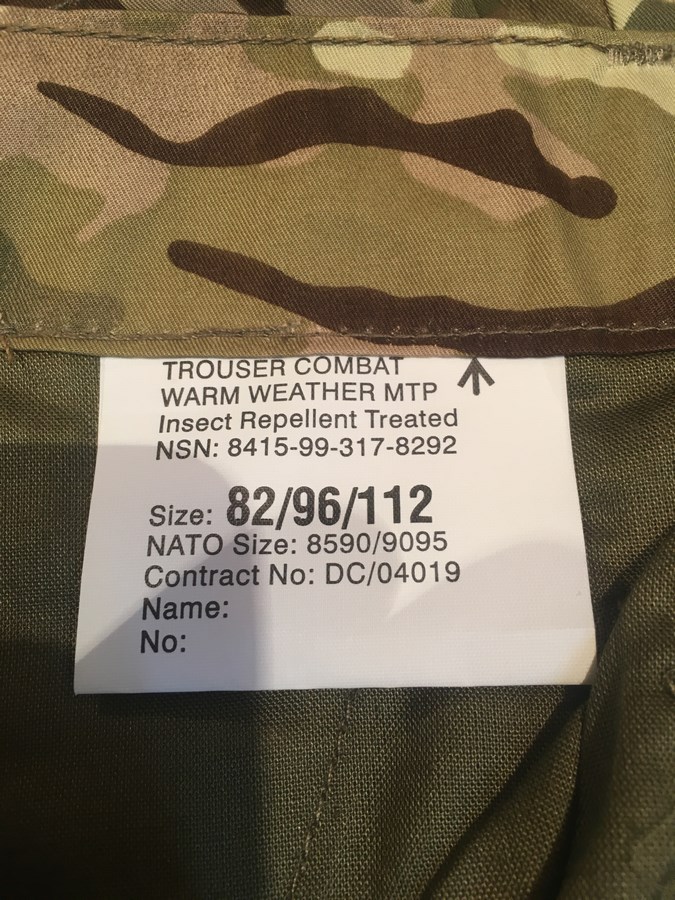 TROUSER COMBAT
WARM WEATHER MTP
Insect Repellent Treated
NSN: 8415-99-317-8292
Size: 82/96/112
NATO Size: 8590/9095
Contract No: DC/04019
Name:
No: